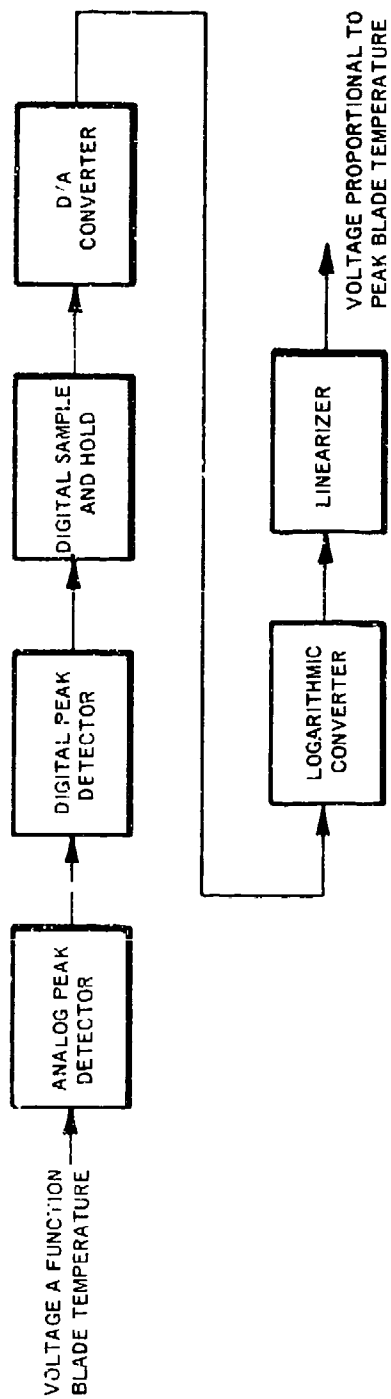 VOLTAGE A FUNCTION
BLADE TEMPERATURE
ANALOG PEAK
DETECTOR
DIGITAL PEAK
DETECTOR
DIGITAL SAMPLE
AND HOLD
D/A
CONVERTER
LOGARITHMIC
CONVERTER
LINEARIZER
VOLTAGE PROPORTIONAL TO
PEAK BLADE TEMPERATURE